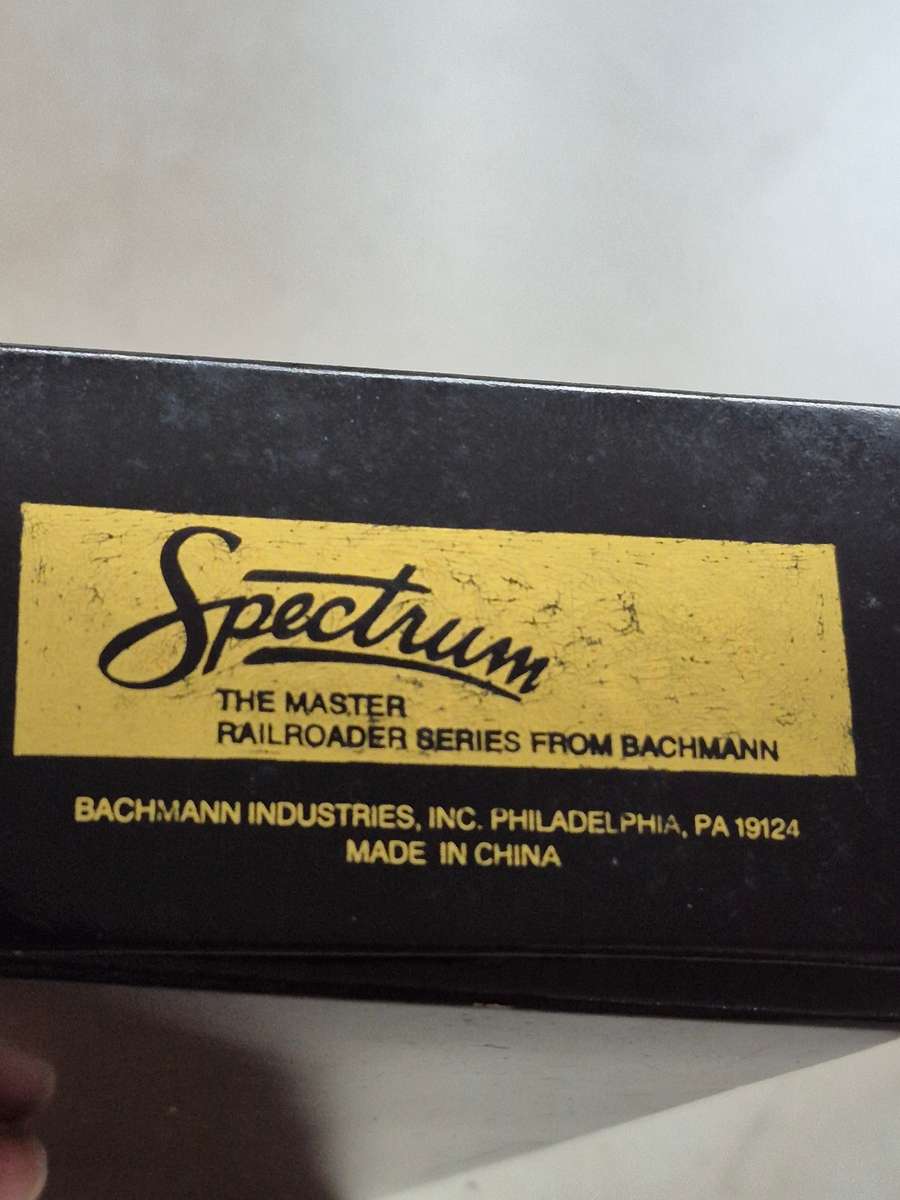 Spectrum
THE MASTER
RAILROADER SERIES FROM BACHMANN
BACHMANN INDUSTRIES, INC. PHILADELPHIA, PA 19124
MADE IN CHINA